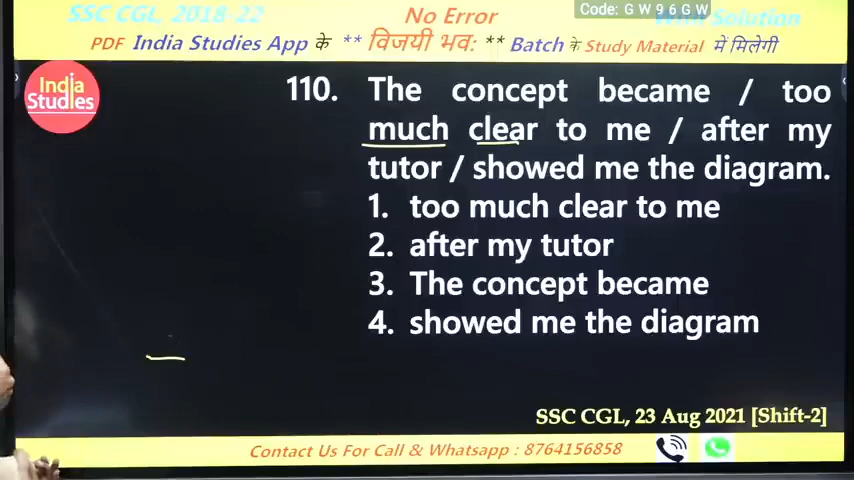 SSC CGL 2018-22
No Error
Code: G W 9 6 G W
Solution
PDF India Studies App के ** विजयी भव: ** Batch के Study Material में मिलेगी
India
Studies
110. The concept became / too
much clear to me / after my
tutor / showed me the diagram.
1. too much clear to me
2. after my tutor
3. The concept became
4. showed me the diagram
SSC CGL, 23 Aug 2021 [Shift-2]
Contact Us For Call & Whatsapp : 8764156858